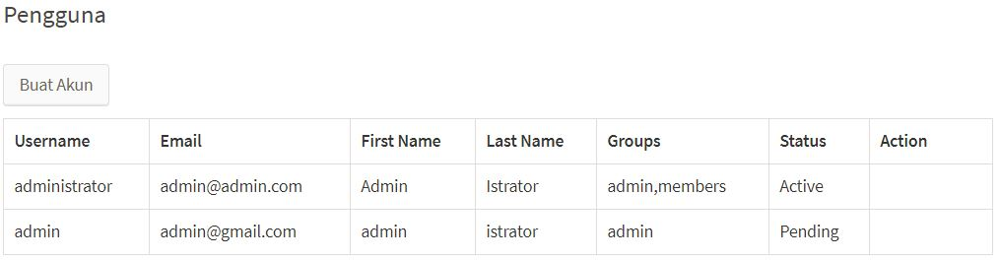 Pengguna
Buat Akun
Username Email First Name Last Name Groups Status Action
administrator admin@admin.com Admin Istrator admin,members Active
admin admin@gmail.com admin istrator admin Pending